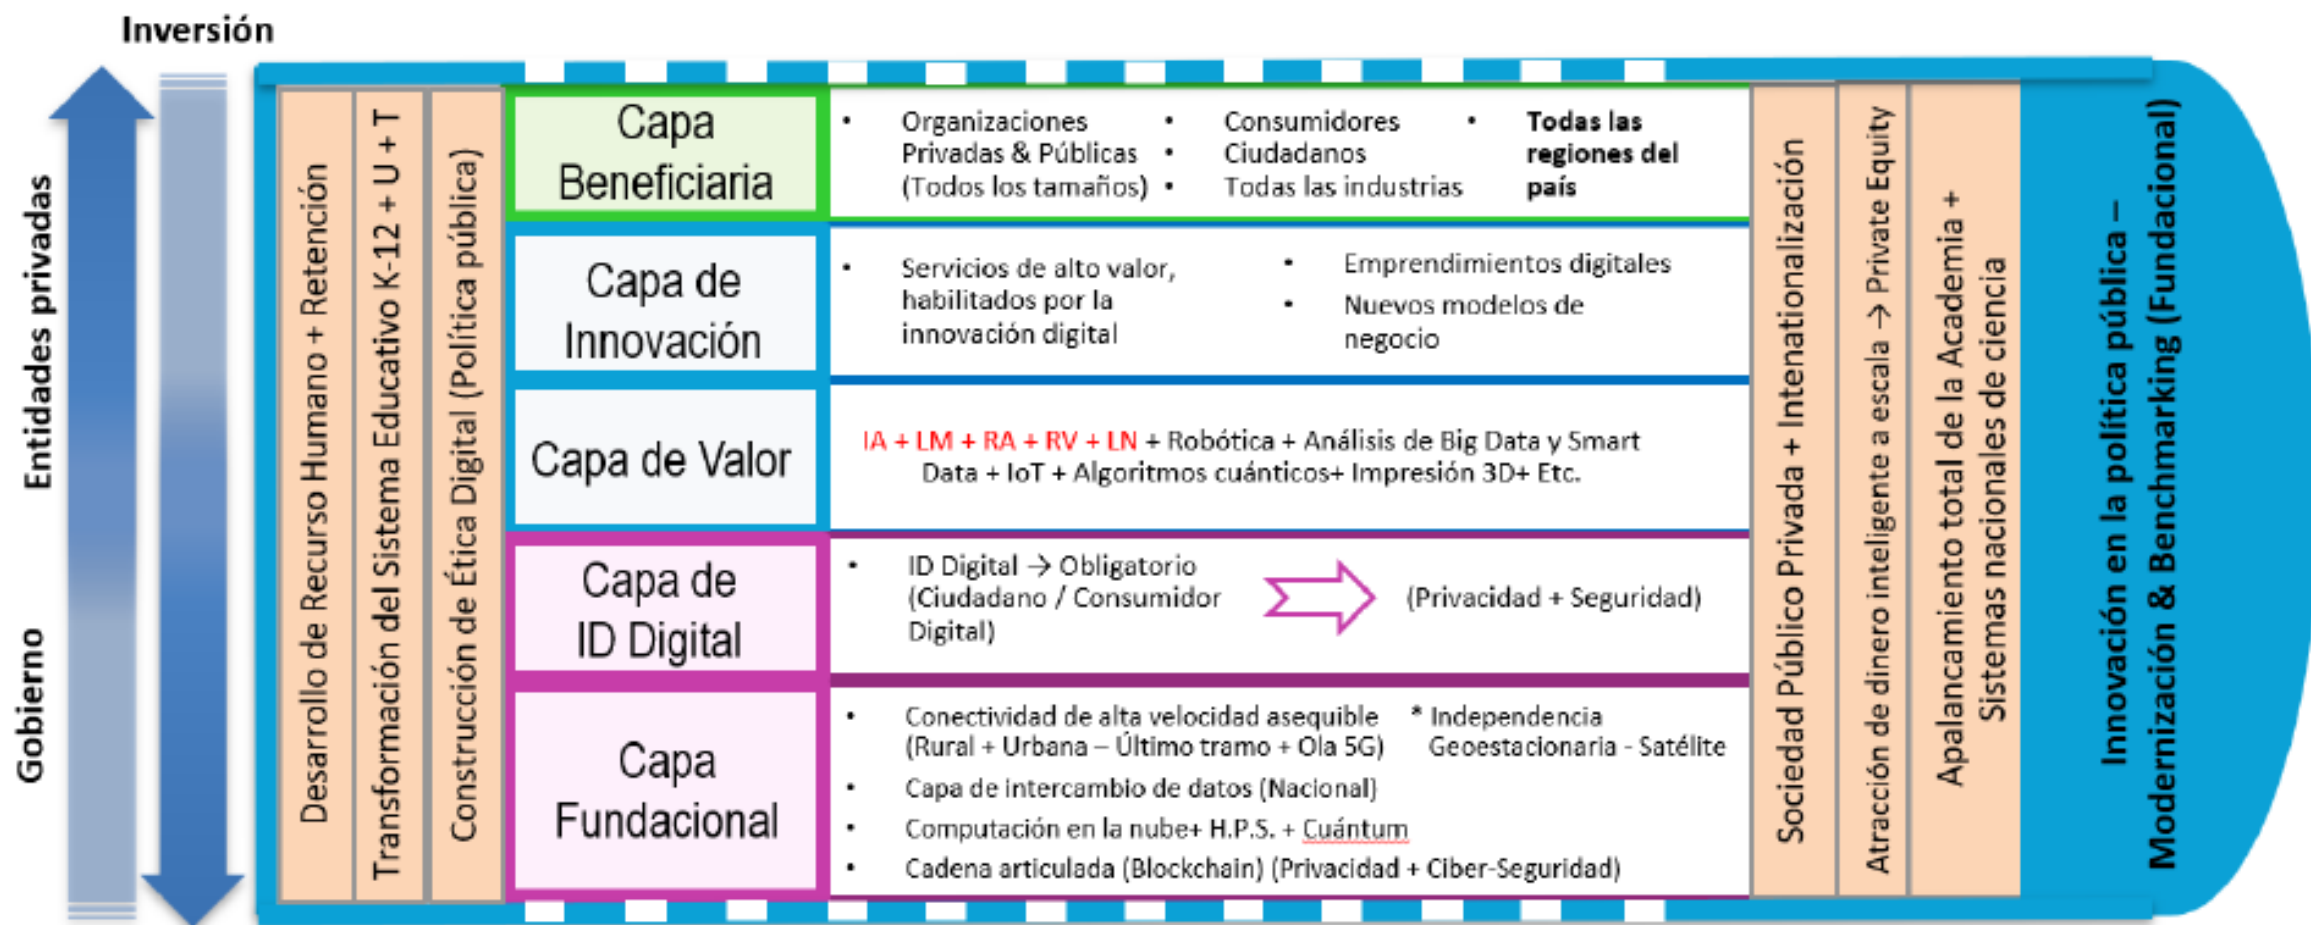 Inversión
Entidades privadas
Gobierno
Desarrollo de Recurso Humano + Retención
Transformación del Sistema Educativo K-12 + U + T
Construcción de Ética Digital (Política pública)
Capa
Beneficiaria
• Organizaciones
Privadas & Públicas
(Todos los tamaños)
• Consumidores
• Ciudadanos
• Todas las industrias
• Todas las
regiones del
país
Capa de
Innovación
• Servicios de alto valor,
habilitados por la
innovación digital
• Emprendimientos digitales
• Nuevos modelos de
negocio
Capa de Valor
IA + LM + RA + RV + LN + Robótica + Análisis de Big Data y Smart
Data + IoT + Algoritmos cuánticos+ Impresión 3D+ Etc.
Capa de
ID Digital
• ID Digital → Obligatorio
(Ciudadano / Consumidor
Digital)
(Privacidad + Seguridad)
Capa
Fundacional
• Conectividad de alta velocidad asequible
(Rural + Urbana – Último tramo + Ola 5G)
* Independencia
Geoestacionaria - Satélite
• Capa de intercambio de datos (Nacional)
• Computación en la nube+ H.P.S. + Cuántum
• Cadena articulada (Blockchain) (Privacidad + Ciber-Seguridad)
Sociedad Público Privada + Intenationalización
Atracción de dinero inteligente a escala → Private Equity
Apalancamiento total de la Academia +
Sistemas nacionales de ciencia
Innovación en la política pública –
Modernización & Benchmarking (Fundacional)